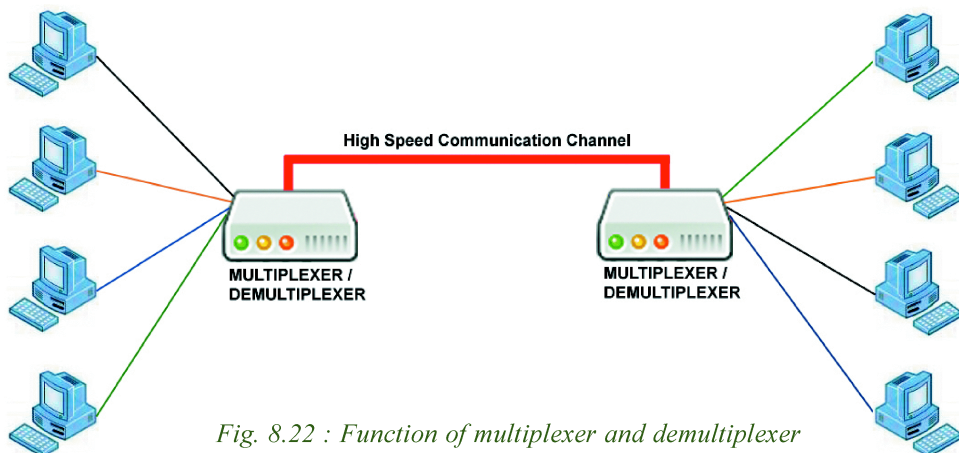 High Speed Communication Channel
MULTIPLEXER /
DEMULTIPLEXER
MULTIPLEXER /
DEMULTIPLEXER
Fig. 8.22 : Function of multiplexer and demultiplexer